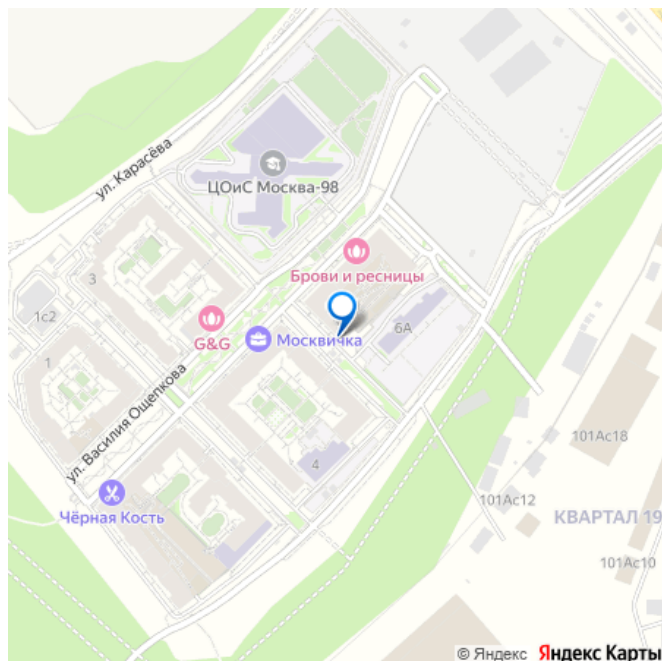 ул. Карасёва
ЦОиС Москва-98
Брови и ресницы
3
1с2
G&G
Москвичка
6А
1
ул. Василия Ощепкова
4
101Ас18
Чёрная Кость
101Ас12
КВАРТАЛ 19
101Ас10
© Яндекс Яндекс Карты